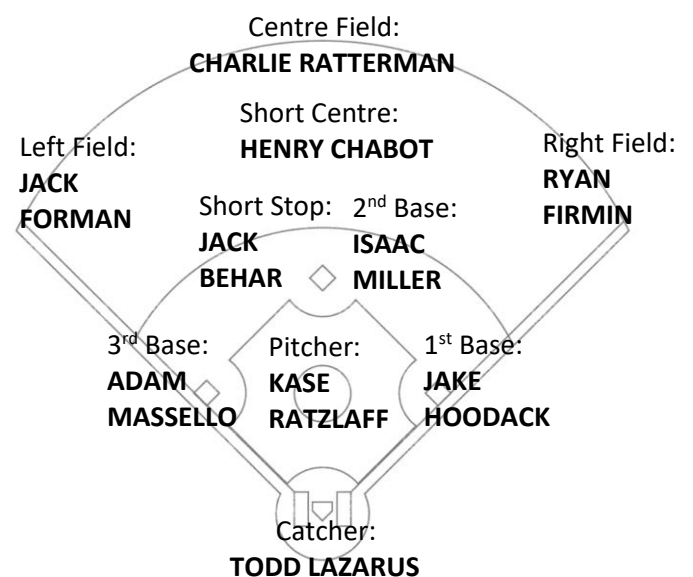 Centre Field:
CHARLIE RATTERMAN
Short Centre:
HENRY CHABOT
Left Field:
JACK
FORMAN
Right Field:
RYAN
FIRMIN
Short Stop:
JACK
BEHAR
2nd Base:
ISAAC
MILLER
3rd Base:
ADAM
MASSELLO
Pitcher:
KASE
RATZLAFF
1st Base:
JAKE
HOODACK
Catcher:
TODD LAZARUS